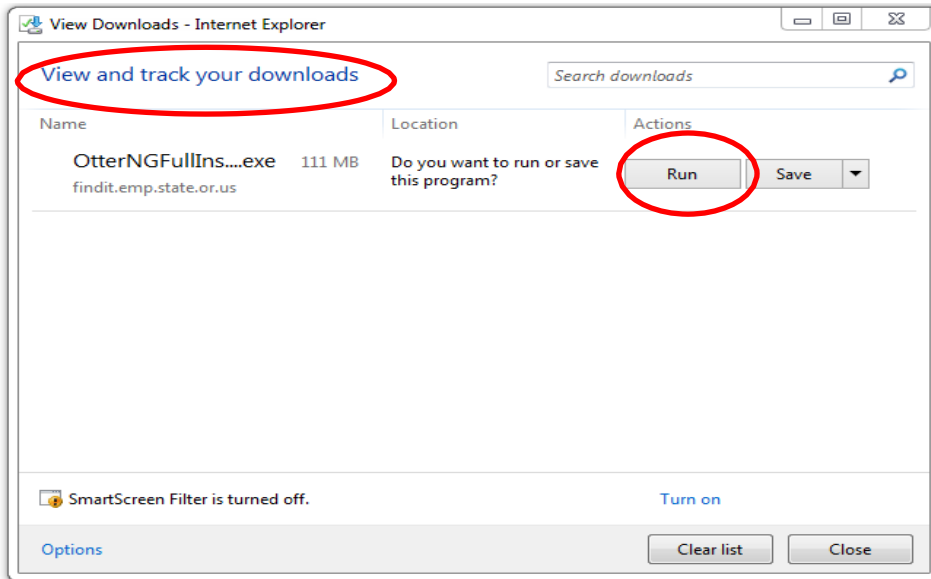 View Downloads - Internet Explorer
View and track your downloads
Search downloads
Name Location Actions
OtterNGFullIns....exe 111 MB Do you want to run or save this program? Run Save
findit.emp.state.or.us
SmartScreen Filter is turned off. Turn on
Options Clear list Close